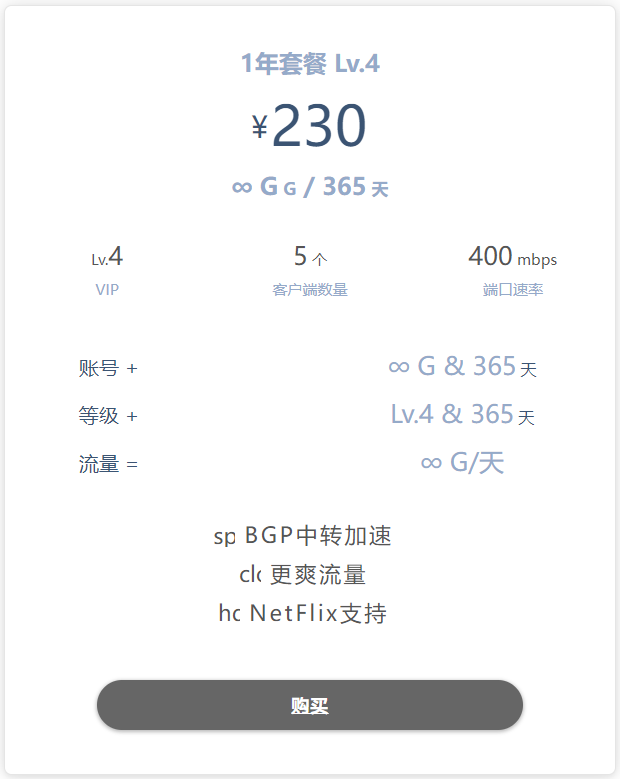 1年套餐 Lv.4
¥230
∞ G G / 365 天
Lv.4 5 个 400 mbps
VIP 客户端数量 端口速率
账号 + ∞ G & 365 天
等级 + Lv.4 & 365 天
流量 = ∞ G/天
sp BGP中转加速
clc 更爽流量
hc NetFlix支持
购买